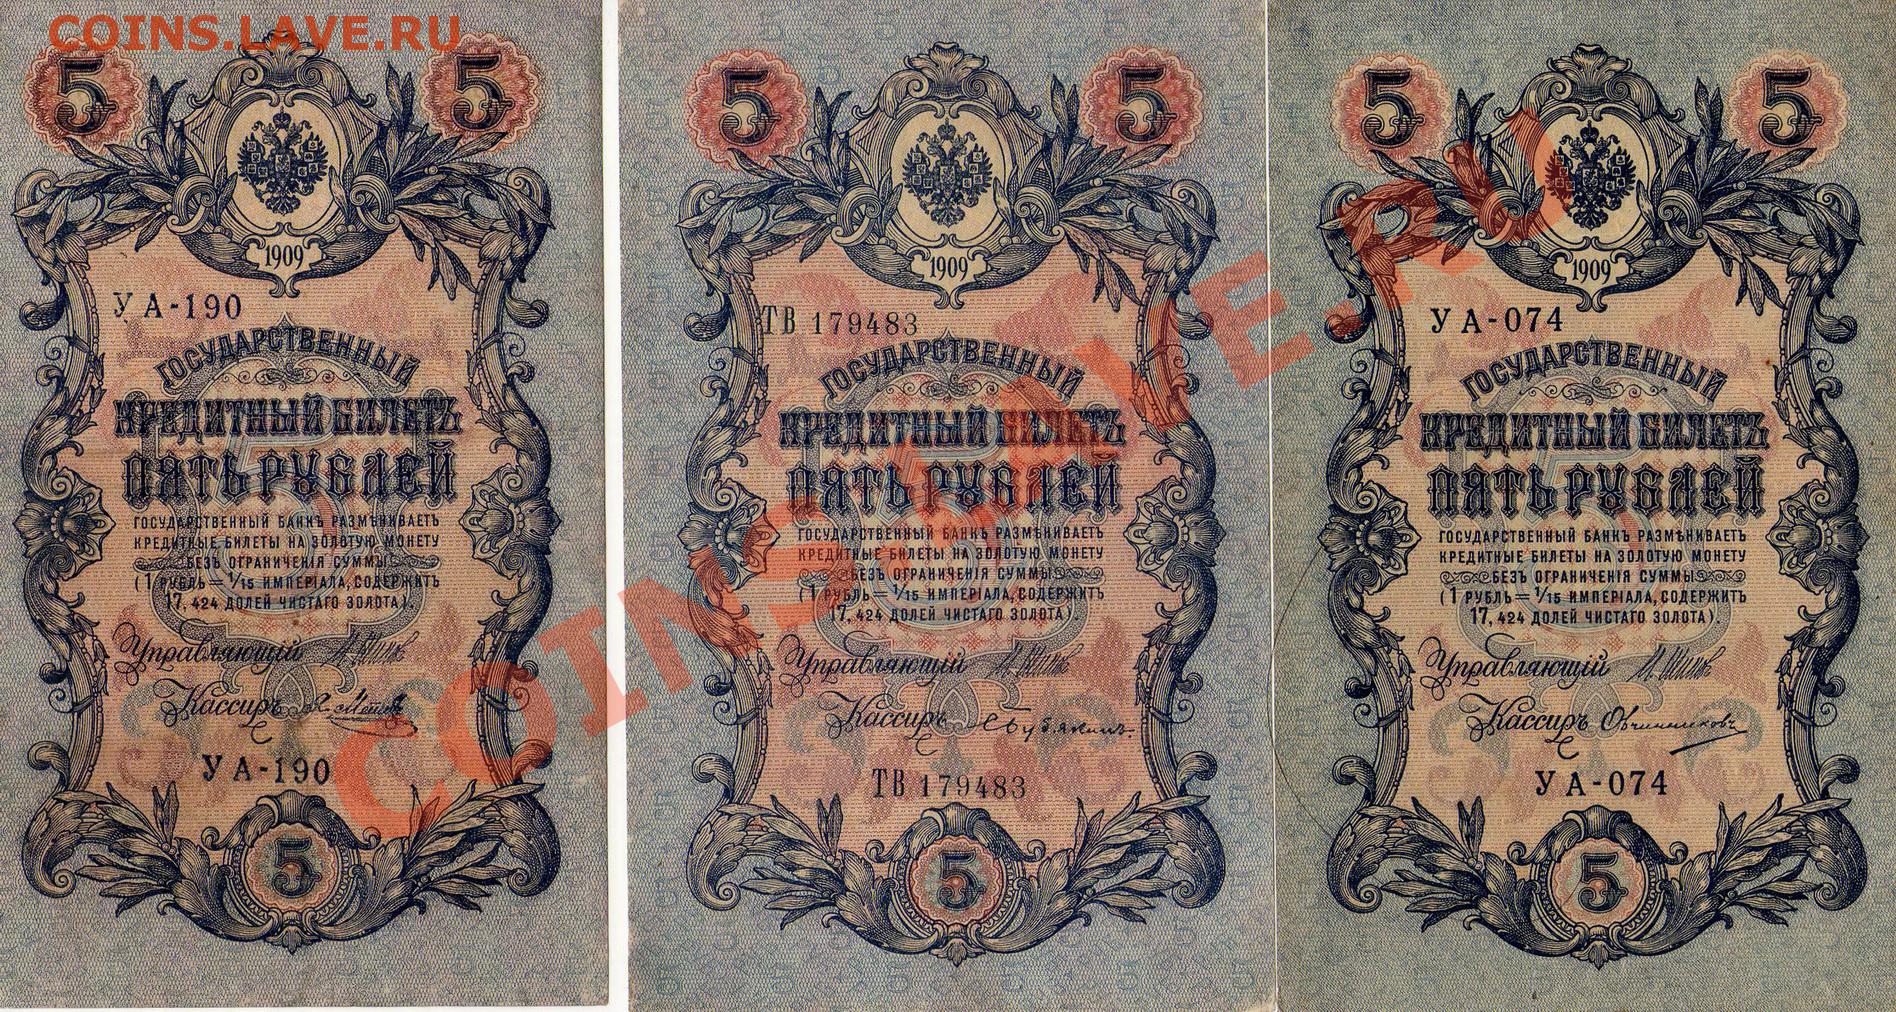 COINS.LAVE.RU
5 5
1909
УА-190
ГОСУДАРСТВЕННЫЙ
КРЕДИТНЫЙ БИЛЕТЪ
ПЯТЬ РУБЛЕЙ
ГОСУДАРСТВЕННЫЙ БАНКЪ РАЗМѢНИВАЕТЪ
КРЕДИТНЫЕ БИЛЕТЫ НА ЗОЛОТУЮ МОНЕТУ
БЕЗЪ ОГРАНИЧЕНІЯ СУММЫ
(1 РУБЛЬ = 1/15 ИМПЕРІАЛА, СОДЕРЖИТЪ
17,424 ДОЛЕЙ ЧИСТАГО ЗОЛОТА).
Управляющій
Кассиръ
УА-190
5
5 5
1909
ТВ 179483
ГОСУДАРСТВЕННЫЙ
КРЕДИТНЫЙ БИЛЕТЪ
ПЯТЬ РУБЛЕЙ
ГОСУДАРСТВЕННЫЙ БАНКЪ РАЗМѢНИВАЕТЪ
КРЕДИТНЫЕ БИЛЕТЫ НА ЗОЛОТУЮ МОНЕТУ
БЕЗЪ ОГРАНИЧЕНІЯ СУММЫ
(1 РУБЛЬ = 1/15 ИМПЕРІАЛА, СОДЕРЖИТЪ
17,424 ДОЛЕЙ ЧИСТАГО ЗОЛОТА).
Управляющій
Кассиръ
ТВ 179483
5
5 5
1909
УА-074
ГОСУДАРСТВЕННЫЙ
КРЕДИТНЫЙ БИЛЕТЪ
ПЯТЬ РУБЛЕЙ
ГОСУДАРСТВЕННЫЙ БАНКЪ РАЗМѢНИВАЕТЪ
КРЕДИТНЫЕ БИЛЕТЫ НА ЗОЛОТУЮ МОНЕТУ
БЕЗЪ ОГРАНИЧЕНІЯ СУММЫ
(1 РУБЛЬ = 1/15 ИМПЕРІАЛА, СОДЕРЖИТЪ
17,424 ДОЛЕЙ ЧИСТАГО ЗОЛОТА).
Управляющій
Кассиръ Овчинниковъ
УА-074
5
COINS.LAVE.RU